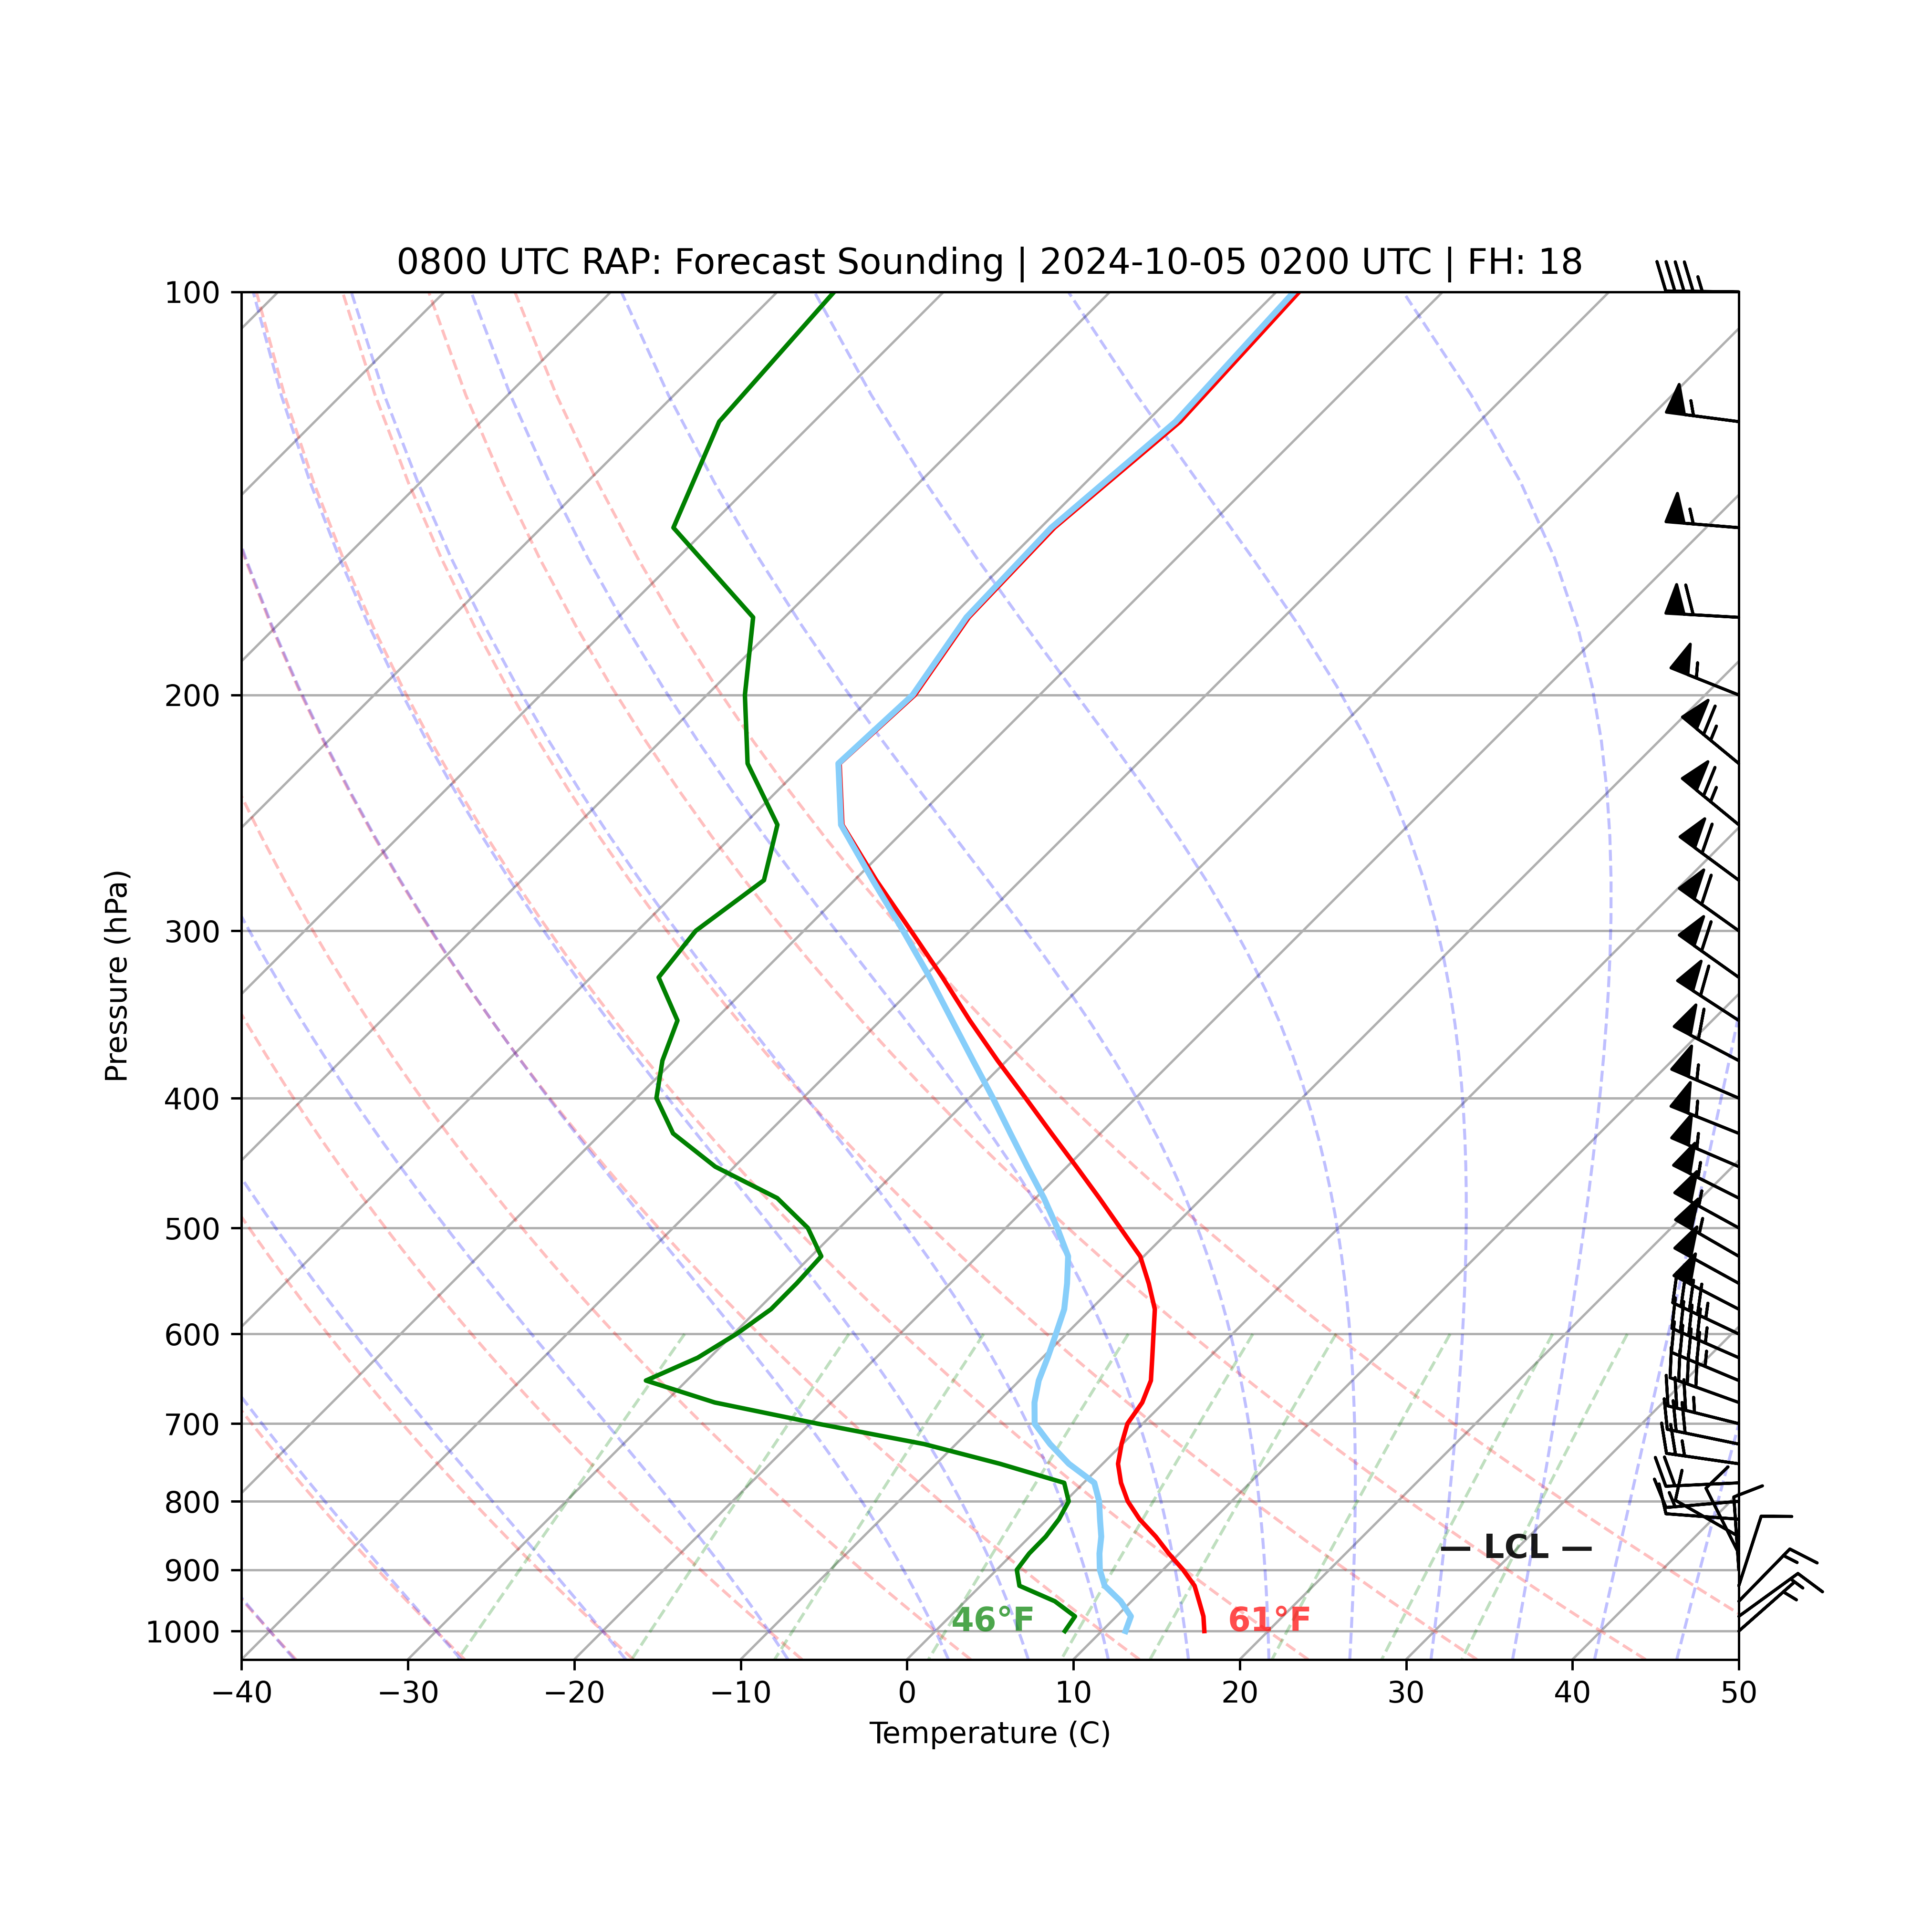 0800 UTC RAP: Forecast Sounding | 2024-10-05 0200 UTC | FH: 18
100
200
300
400
500
600
700
800
900
1000
Pressure (hPa)
— LCL —
46°F
61°F
−40 −30 −20 −10 0 10 20 30 40 50
Temperature (C)